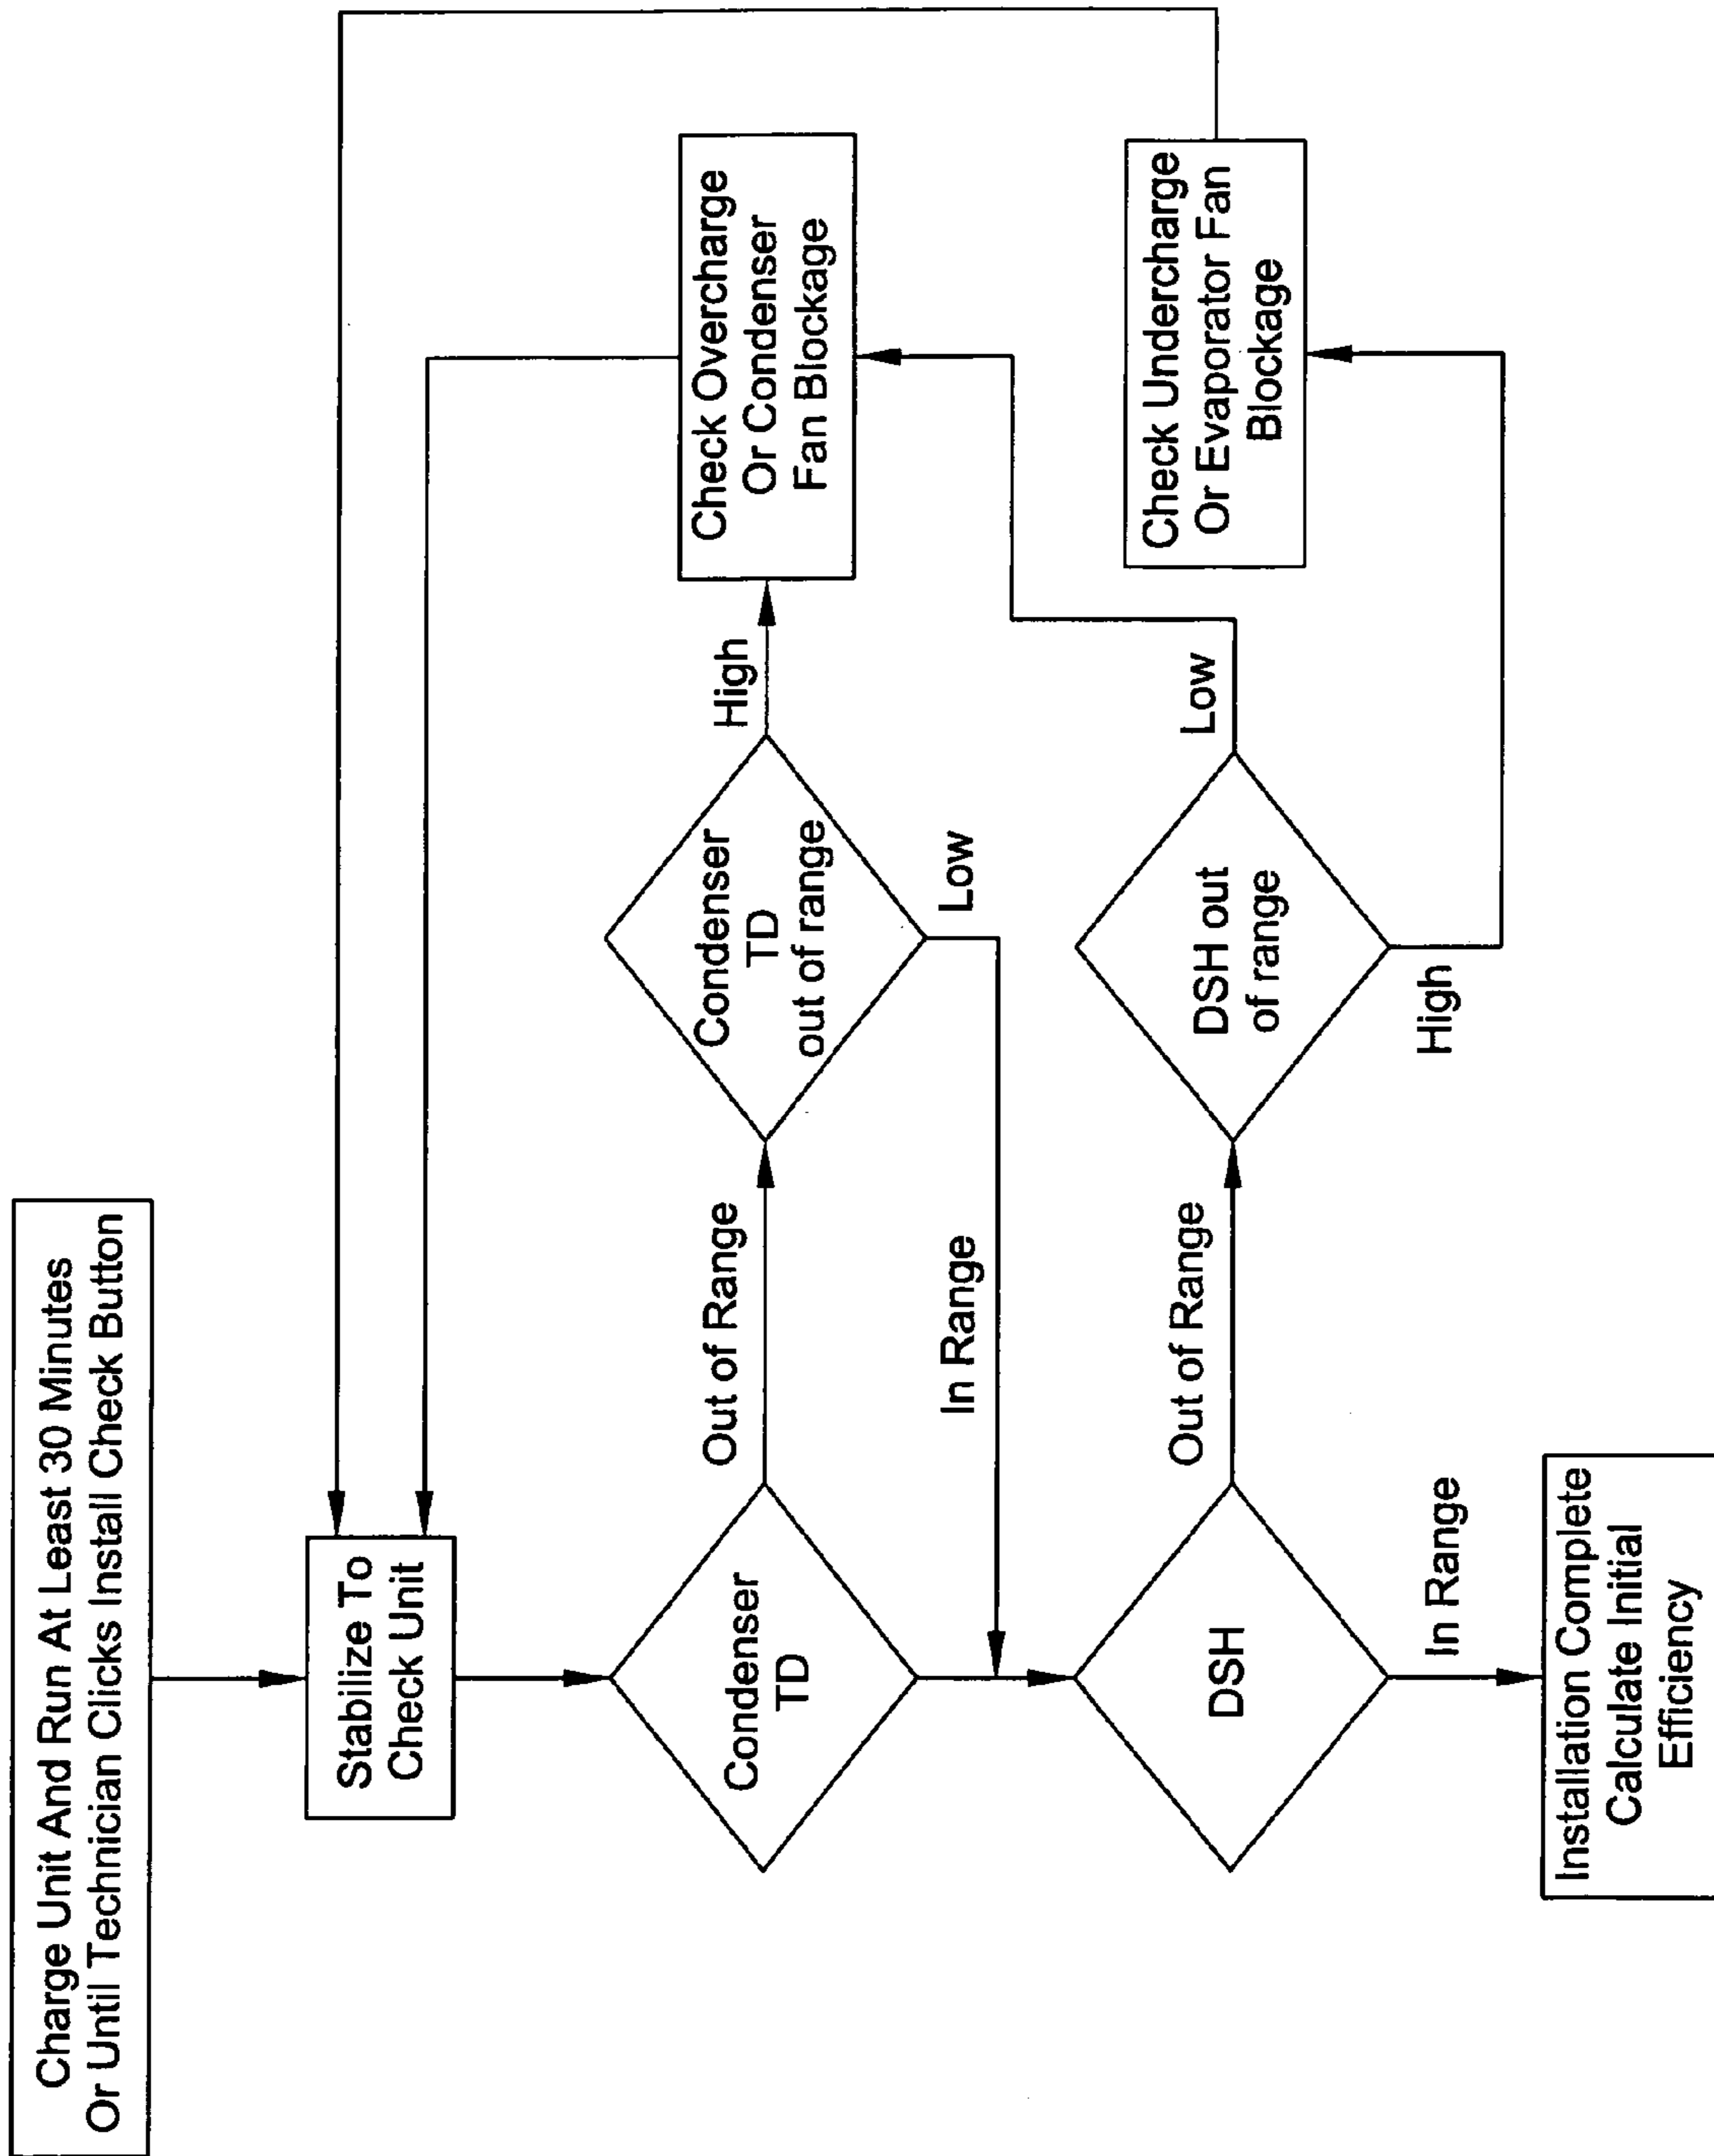 Charge Unit And Run At Least 30 Minutes
Or Until Technician Clicks Install Check Button
Stabilize To
Check Unit
Condenser
TD
Out of Range
Condenser
TD
out of range
High
Check Overcharge
Or Condenser
Fan Blockage
Low
In Range
DSH
Out of Range
DSH out
of range
Low
High
Check Undercharge
Or Evaporator Fan
Blockage
In Range
Installation Complete
Calculate Initial
Efficiency